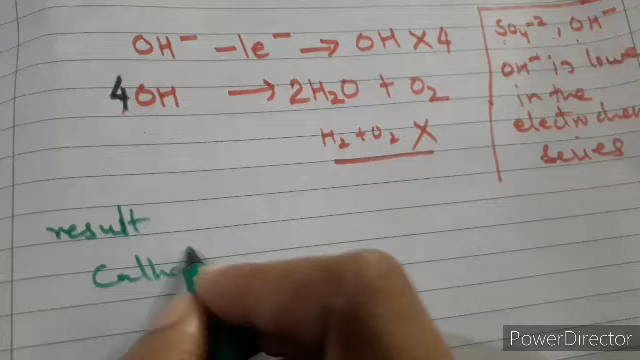 OH⁻ -1e⁻ → OH X 4
4OH → 2H₂O + O₂
H₂+O₂ X
SO₄⁻², OH⁻
OH⁻ is lowe
in the
electroche
series
result
Catho
PowerDirector